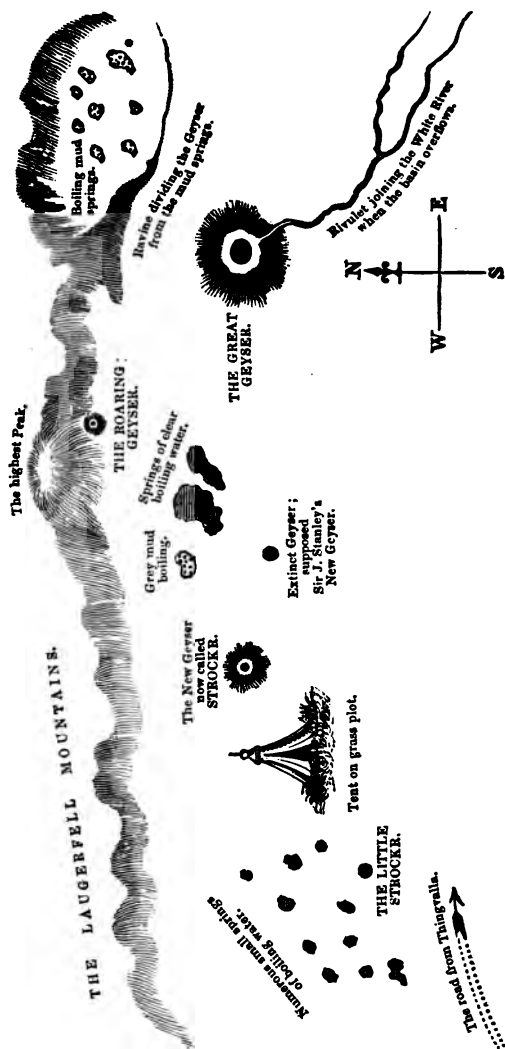 THE LAUGERFELL MOUNTAINS.
The highest Peak.
Boiling mud
springs.
Ravine dividing the Geyser
from the mud springs.
THE ROARING
GEYSER.
Springs of clear
boiling water.
Grey mud
boiling.
The New Geyser
now called
STROCKR.
Numerous small springs
of boiling water.
THE LITTLE
STROCKR.
Tent on grass plot.
Extinct Geyser;
supposed
Sir J. Stanley's
New Geyser.
THE GREAT
GEYSER.
Rivulet joining the White River
when the basin overflows.
N
W
E
S
The road from Thingvalla.